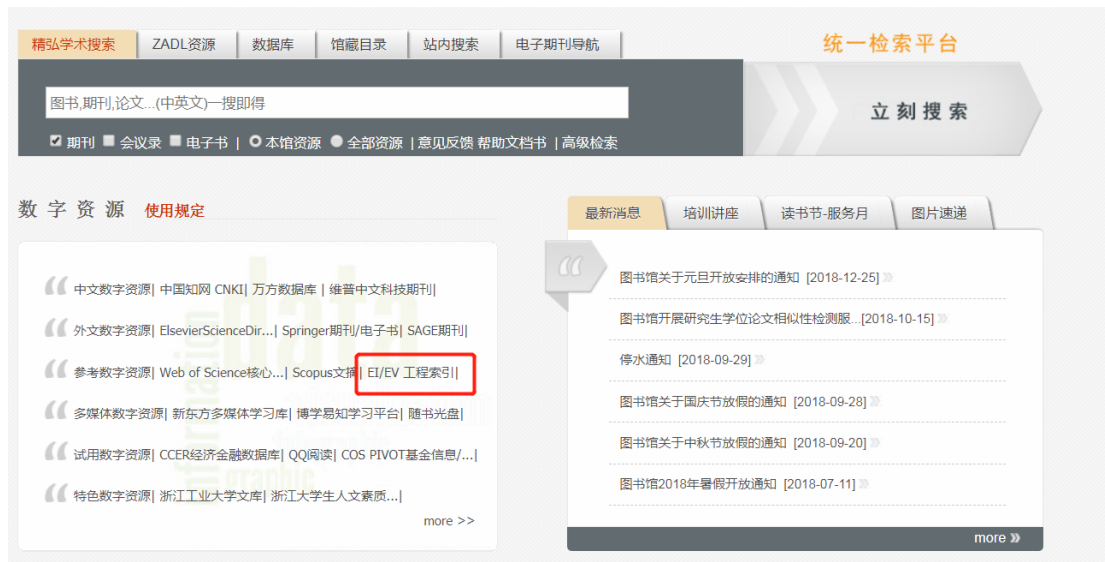 精弘学术搜索 ZADL资源 数据库 馆藏目录 站内搜索 电子期刊导航
统一检索平台
图书,期刊,论文...(中英文)一搜即得
立刻搜索
期刊 会议录 电子书 | 本馆资源 全部资源 | 意见反馈 帮助文档书 | 高级检索
数字资源 使用规定
中文数字资源| 中国知网 CNKI| 万方数据库 | 维普中文科技期刊|
外文数字资源| ElsevierScienceDir...| Springer期刊/电子书| SAGE期刊|
参考数字资源| Web of Science核心...| Scopus文摘| EI/EV 工程索引|
多媒体数字资源| 新东方多媒体学习库| 博学易知学习平台| 随书光盘|
试用数字资源| CCER经济金融数据库| QQ阅读| COS PIVOT基金信息/...|
特色数字资源| 浙江工业大学文库| 浙江大学生人文素质...|
more >>
data
information
graphic
最新消息 培训讲座 读书节-服务月 图片速递
图书馆关于元旦开放安排的通知 [2018-12-25]
图书馆开展研究生学位论文相似性检测服...[2018-10-15]
停水通知 [2018-09-29]
图书馆关于国庆节放假的通知 [2018-09-28]
图书馆关于中秋节放假的通知 [2018-09-20]
图书馆2018年暑假开放通知 [2018-07-11]
more »